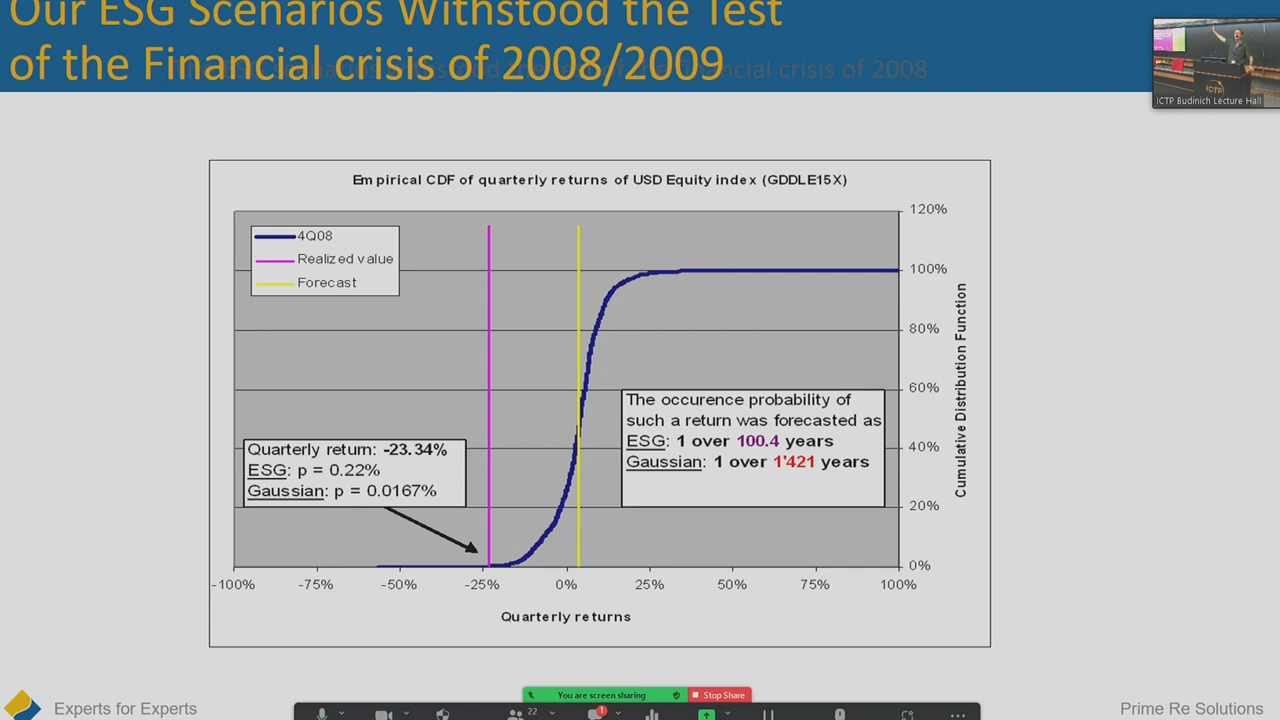 Our ESG Scenarios Withstood the Test
of the Financial crisis of 2008/2009
ICTP
ICTP Budinich Lecture Hall
Empirical CDF of quarterly returns of USD Equity index (GDDLE15X)
4Q08
Realized value
Forecast
120%
100%
80%
60%
40%
20%
0%
Cumulative Distribution Function
The occurence probability of
such a return was forecasted as
ESG: 1 over 100.4 years
Gaussian: 1 over 1'421 years
Quarterly return: -23.34%
ESG: p = 0.22%
Gaussian: p = 0.0167%
-100% -75% -50% -25% 0% 25% 50% 75% 100%
Quarterly returns
You are screen sharing
Stop Share
Experts for Experts
22
1
Prime Re Solutions